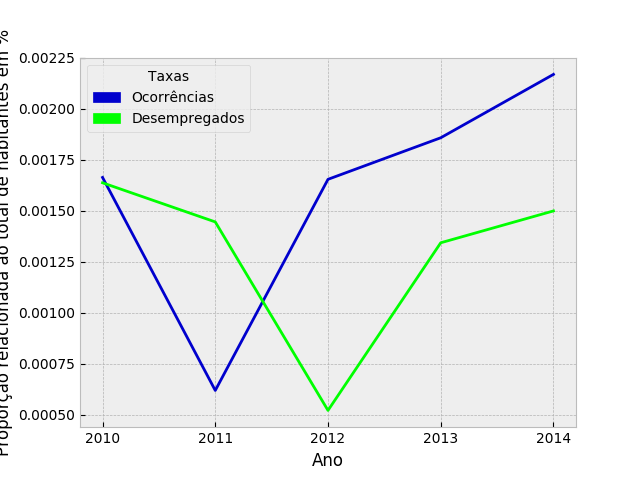 Proporção relacionada ao total de habitantes em %
0.00225
0.00200
0.00175
0.00150
0.00125
0.00100
0.00075
0.00050
Taxas
Ocorrências
Desempregados
2010 2011 2012 2013 2014
Ano